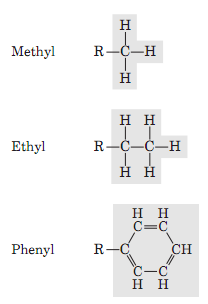 H
Methyl R–C–H
H
H H
Ethyl R–C–C–H
H H
H H
C=C
Phenyl R–C CH
C–C
H H